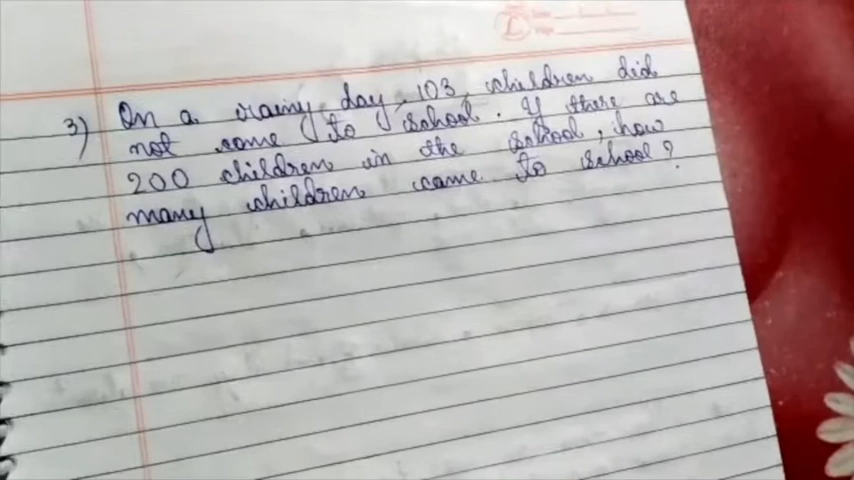 3) On a rainy day, 103, children did
not come to school. If there are
200 children in the school, how
many children came to school?